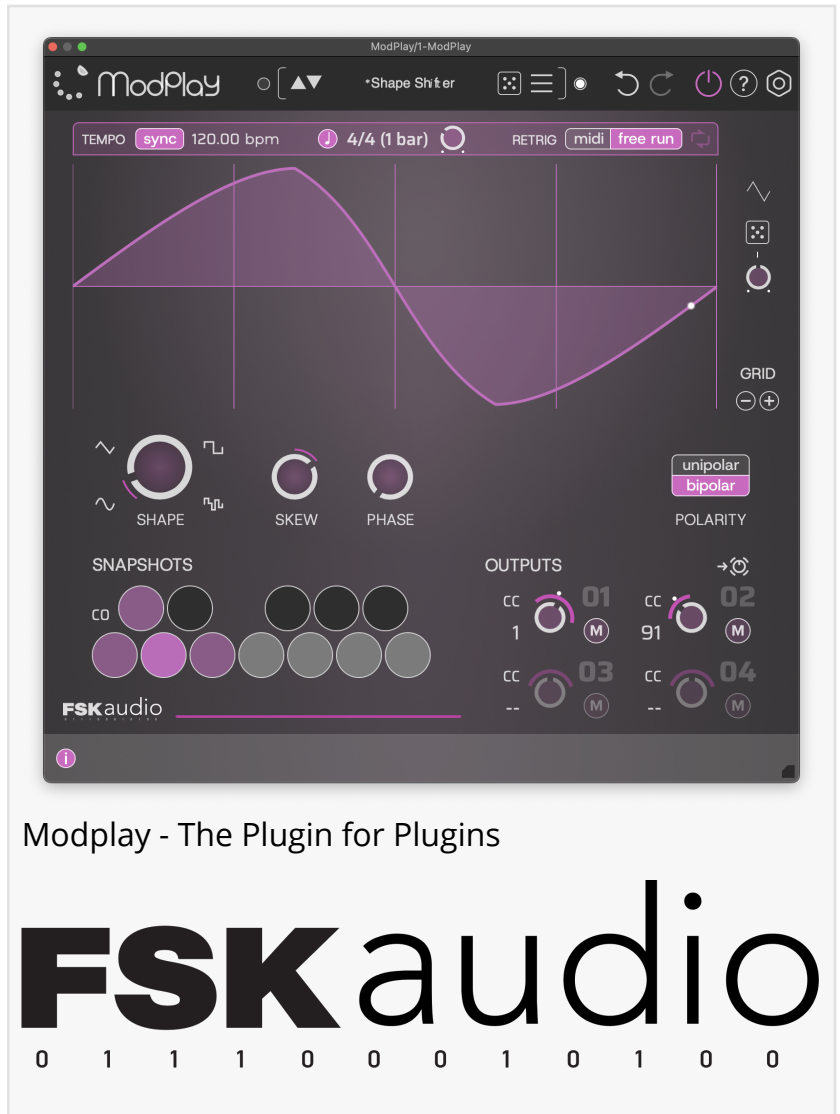 ModPlay/1-ModPlay
ModPlay
*Shape Shifter
?
TEMPO sync 120.00 bpm 4/4 (1 bar) RETRIG midi free run
GRID
unipolar
bipolar
SHAPE SKEW PHASE POLARITY
SNAPSHOTS OUTPUTS
C0
CC 01 CC 02
1 M 91 M
CC 03 CC 04
-- M -- M
FSKaudio
i
Modplay - The Plugin for Plugins
FSKaudio
0 1 1 1 0 0 0 1 0 1 0 0